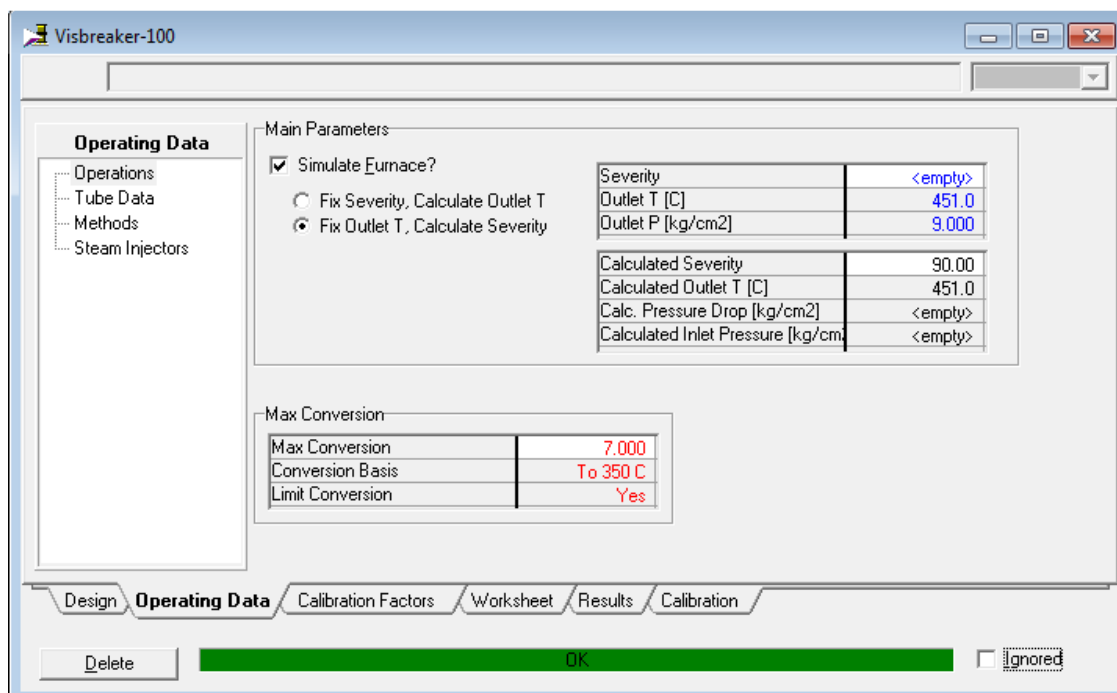 Visbreaker-100
Operating Data
Operations
Tube Data
Methods
Steam Injectors
Main Parameters
Simulate Furnace?
Fix Severity, Calculate Outlet T
Fix Outlet T, Calculate Severity
Severity <empty>
Outlet T [C] 451.0
Outlet P [kg/cm2] 9.000
Calculated Severity 90.00
Calculated Outlet T [C] 451.0
Calc. Pressure Drop [kg/cm2] <empty>
Calculated Inlet Pressure [kg/cm <empty>
Max Conversion
Max Conversion 7.000
Conversion Basis To 350 C
Limit Conversion Yes
Design Operating Data Calibration Factors Worksheet Results Calibration
Delete OK Ignored